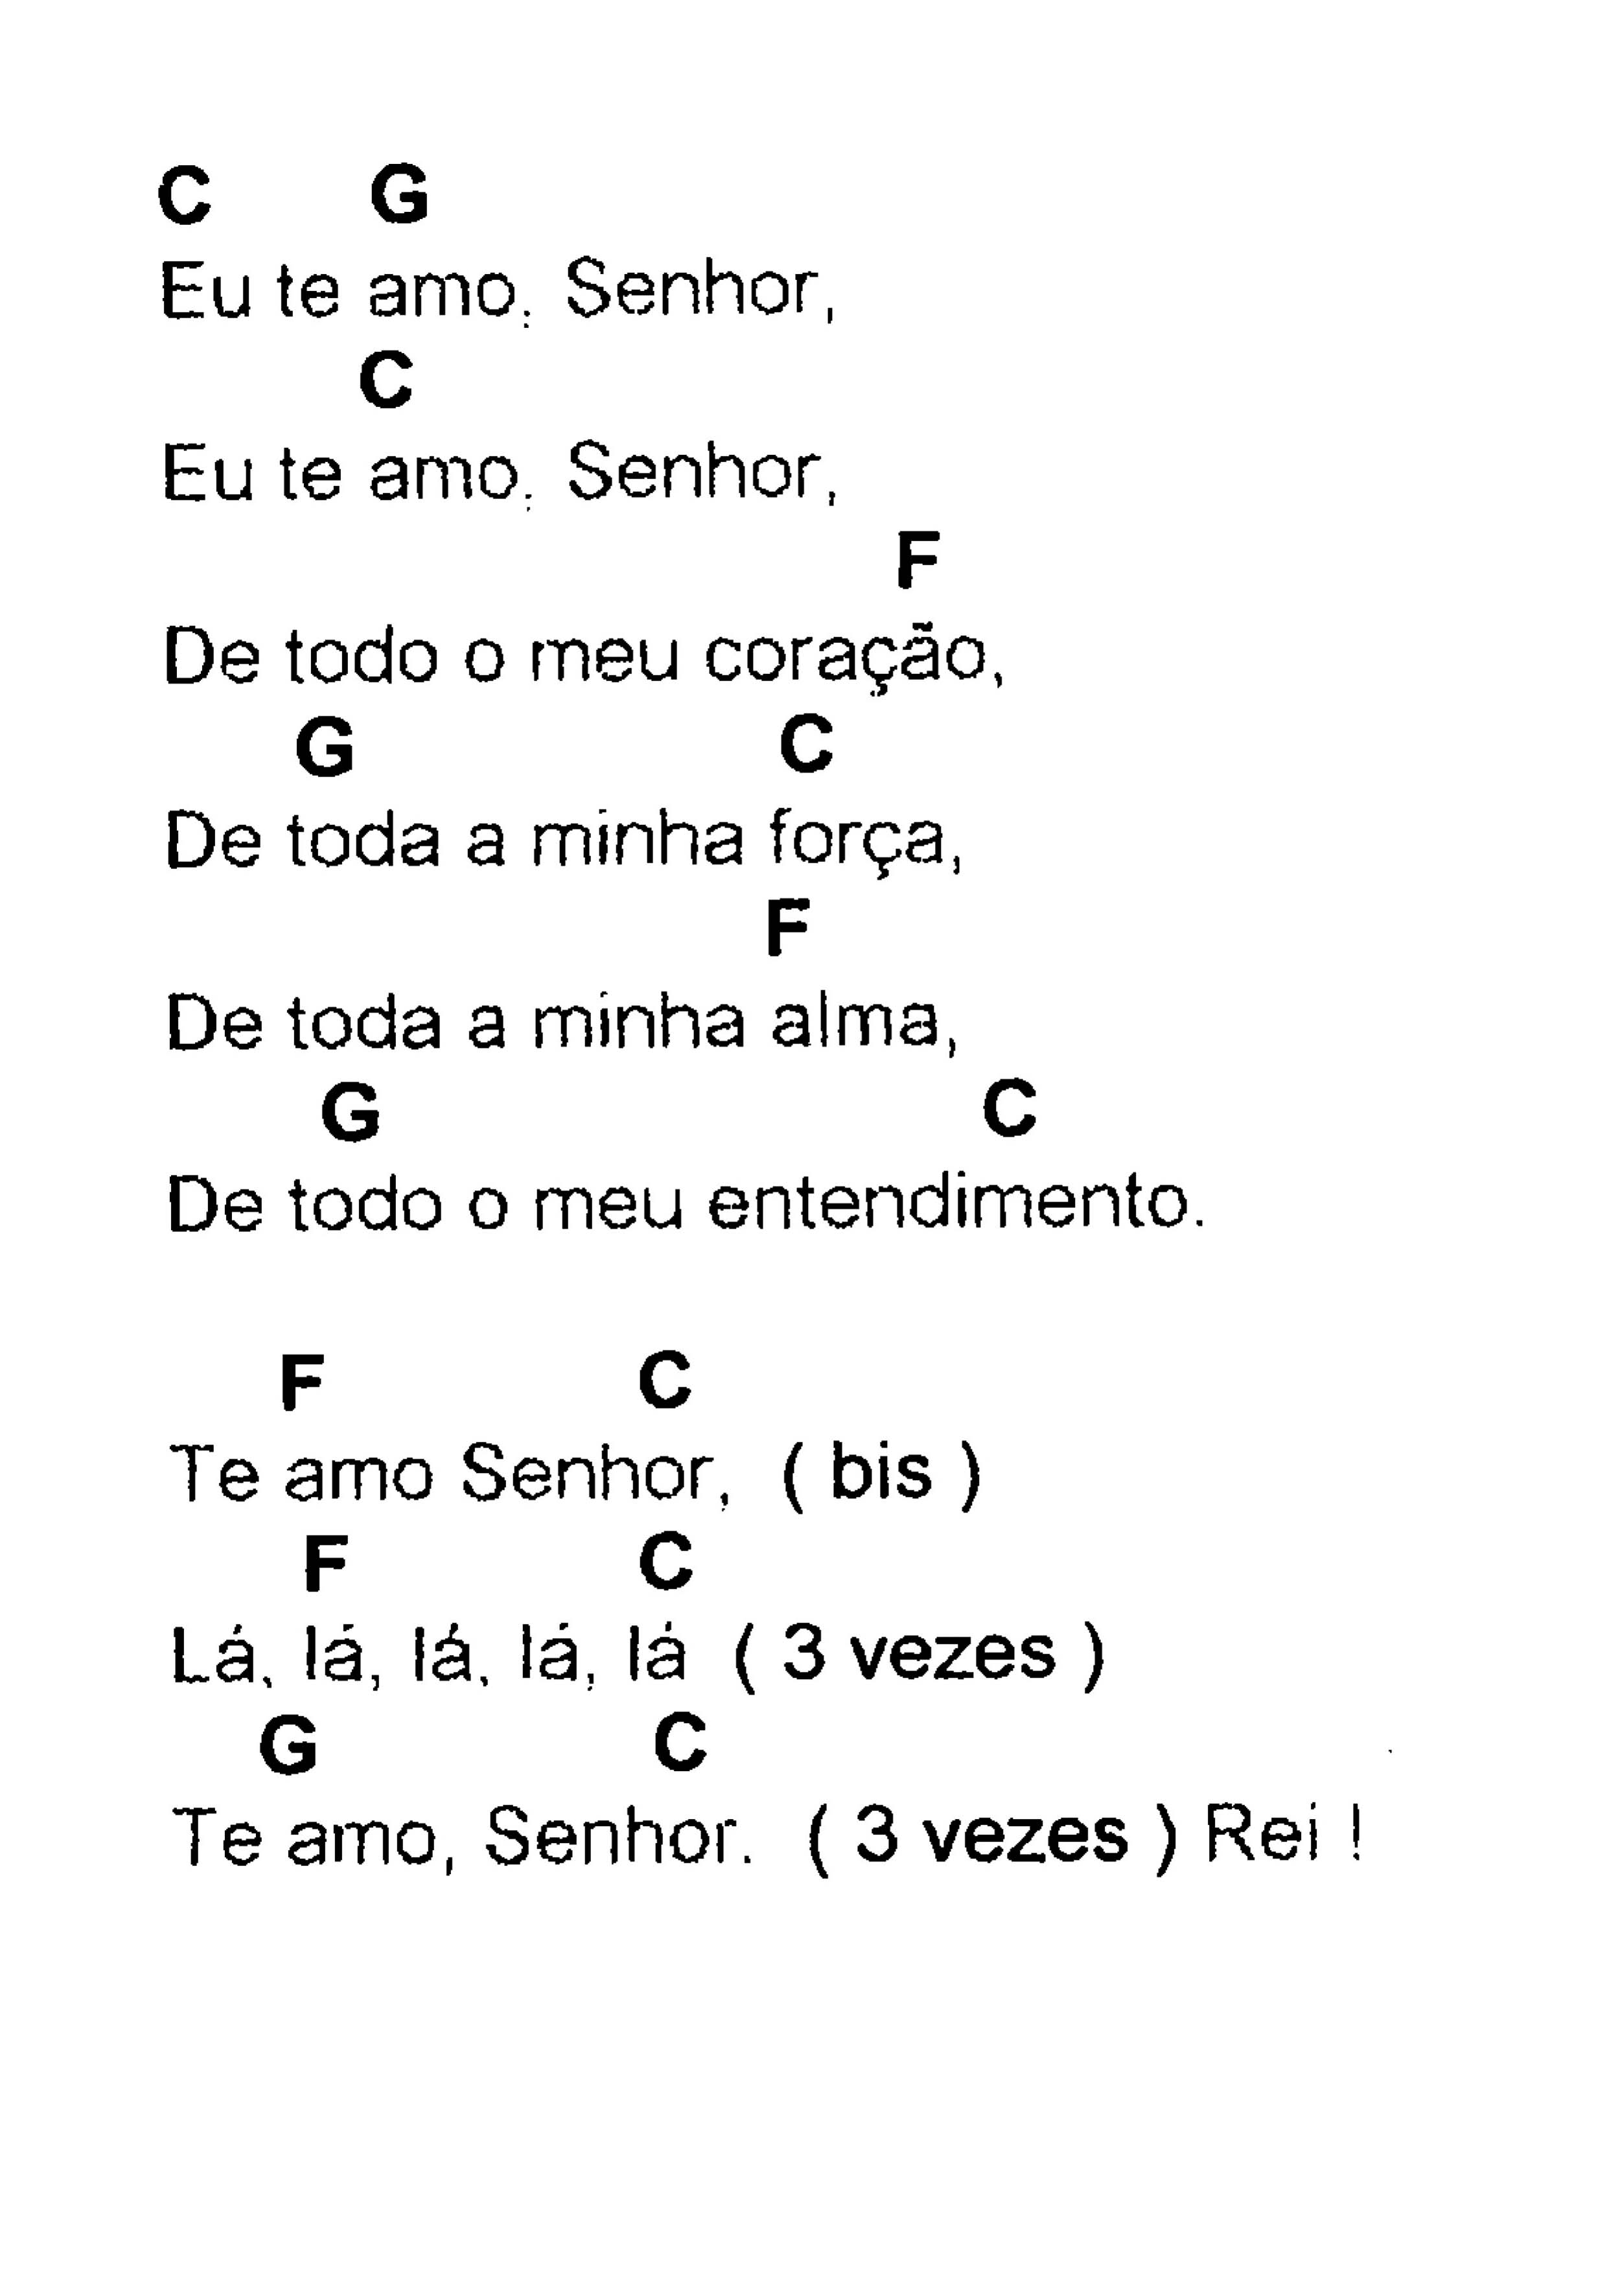 C G
Eu te amo, Senhor,
C
Eu te amo, Senhor,
F
De todo o meu coração,
G C
De toda a minha força,
F
De toda a minha alma,
G C
De todo o meu entendimento.
F C
Te amo Senhor, ( bis )
F C
Lá, lá, lá, lá, lá ( 3 vezes )
G C
Te amo, Senhor. ( 3 vezes ) Rei !